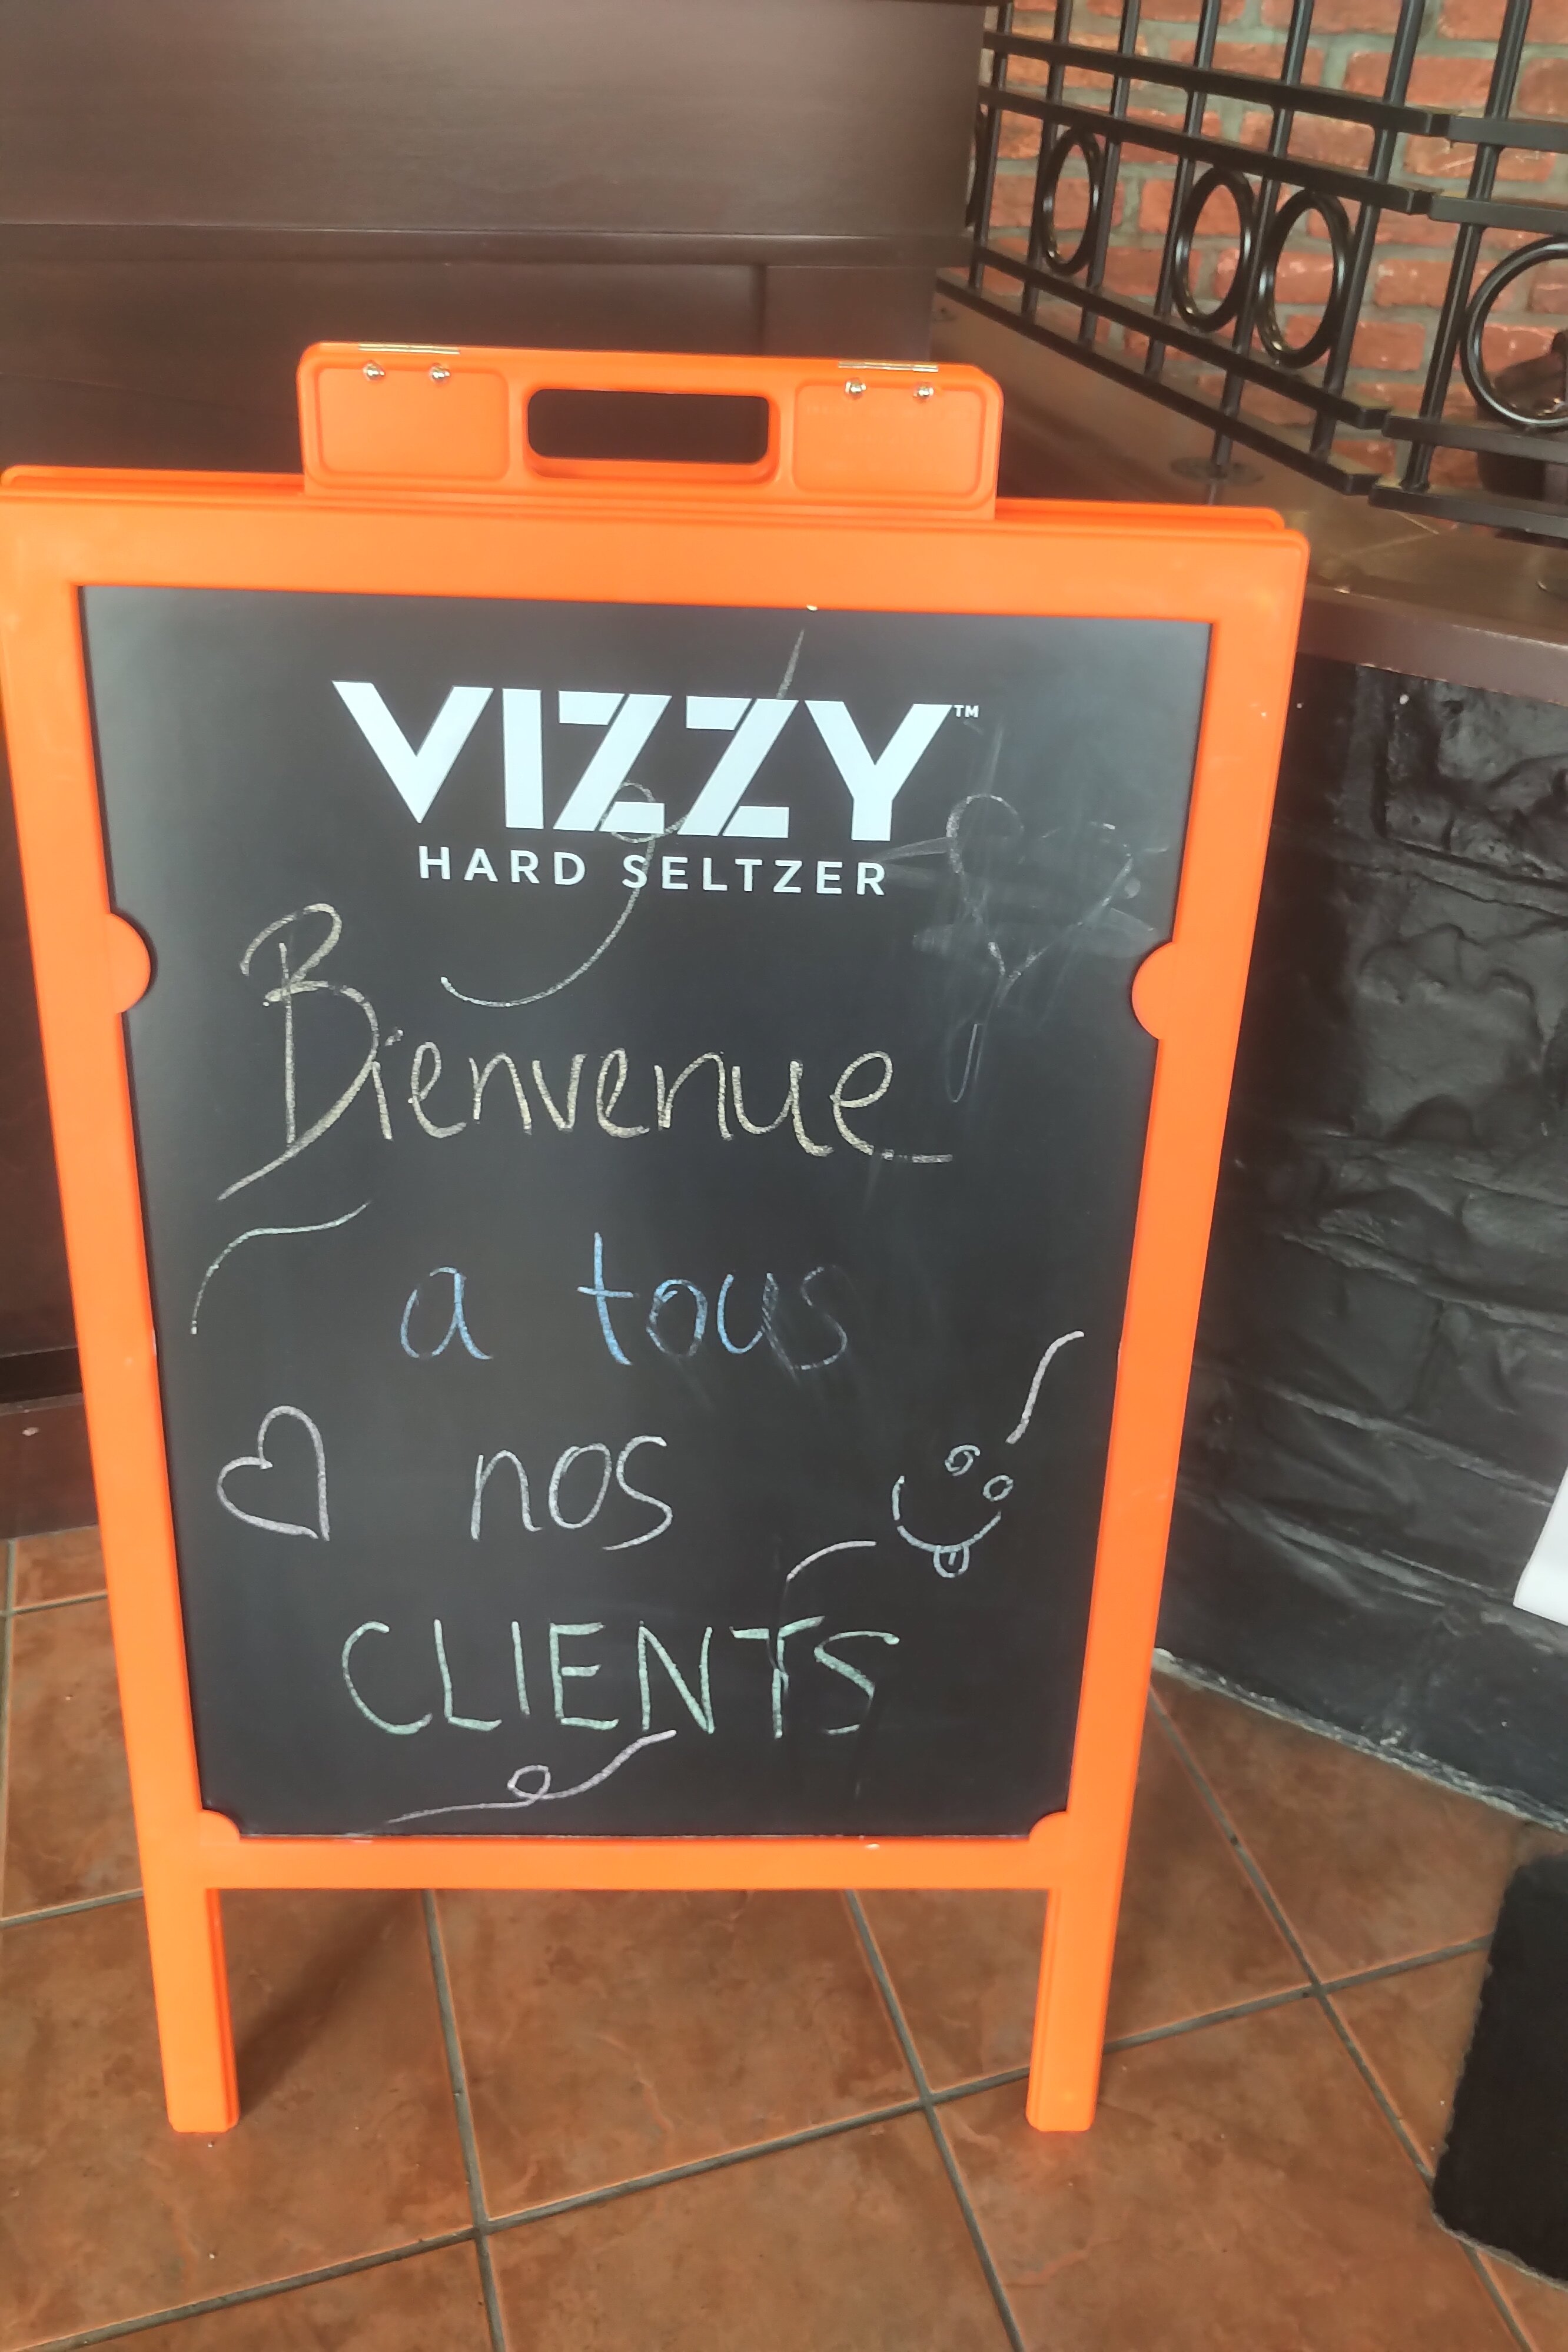 VIZZY™
HARD SELTZER
Bienvenue
a tous
nos
CLIENTS